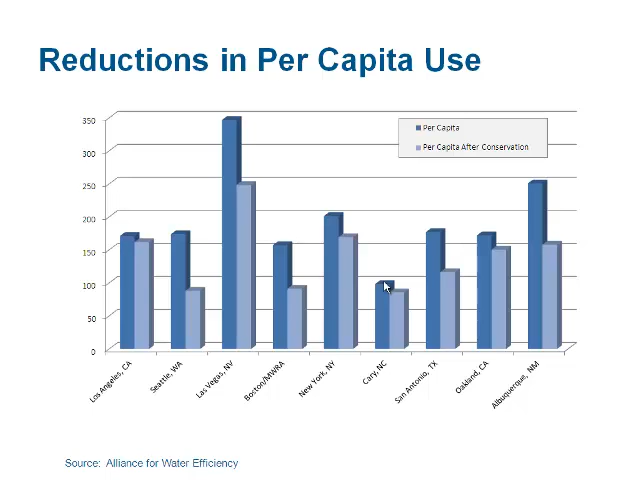 Reductions in Per Capita Use
350
300
250
200
150
100
50
0
Per Capita
Per Capita After Conservation
Los Angeles, CA
Seattle, WA
Las Vegas, NV
Boston/MWRA
New York, NY
Cary, NC
San Antonio, TX
Oakland, CA
Albuquerque, NM
Source: Alliance for Water Efficiency